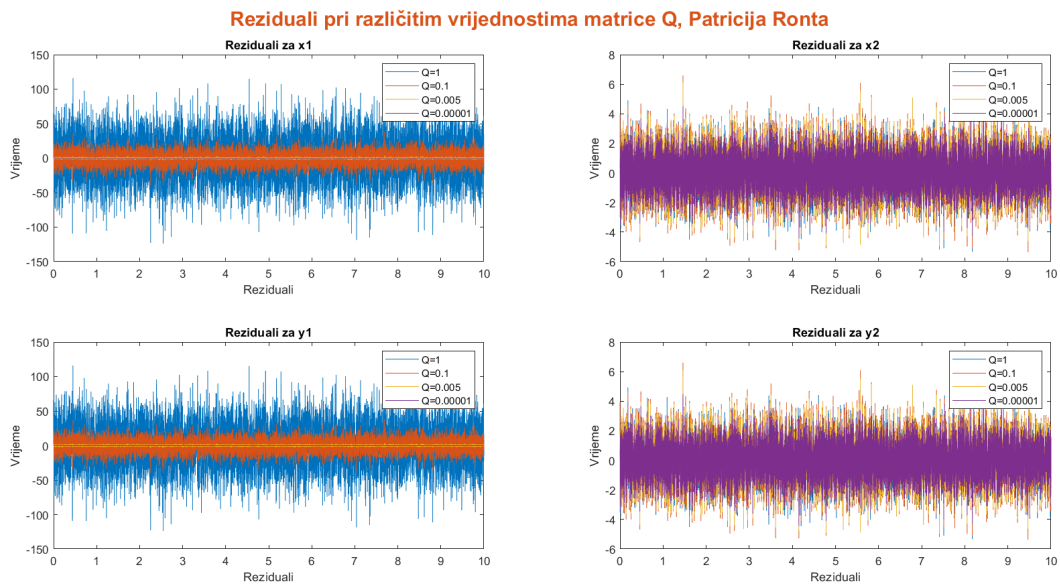 Reziduali pri različitim vrijednostima matrice Q, Patricija Ronta
Reziduali za x1
150
100
50
0
-50
-100
-150
Vrijeme
Q=1
Q=0.1
Q=0.005
Q=0.00001
0 1 2 3 4 5 6 7 8 9 10
Reziduali
Reziduali za x2
8
6
4
2
0
-2
-4
-6
Vrijeme
Q=1
Q=0.1
Q=0.005
Q=0.00001
0 1 2 3 4 5 6 7 8 9 10
Reziduali
Reziduali za y1
150
100
50
0
-50
-100
-150
Vrijeme
Q=1
Q=0.1
Q=0.005
Q=0.00001
0 1 2 3 4 5 6 7 8 9 10
Reziduali
Reziduali za y2
8
6
4
2
0
-2
-4
-6
Vrijeme
Q=1
Q=0.1
Q=0.005
Q=0.00001
0 1 2 3 4 5 6 7 8 9 10
Reziduali